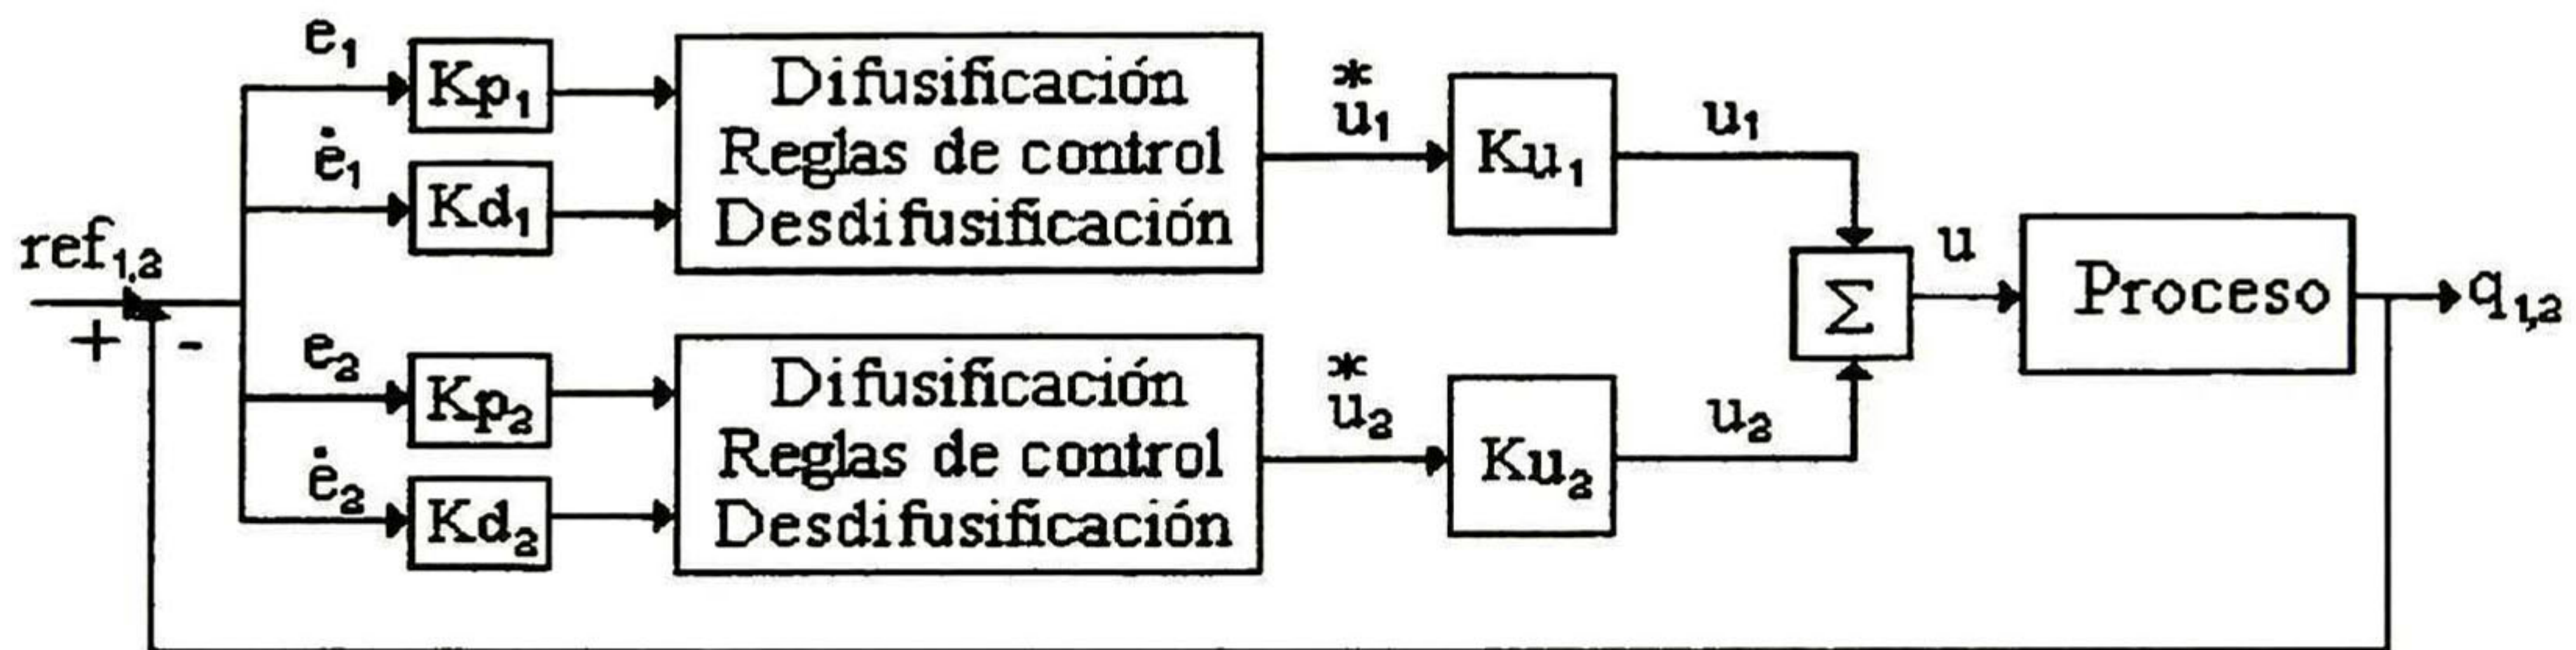 e₁
Kp₁
ė₁
Kd₁
Difusificación
Reglas de control
Desdifusificación
*
u₁
Ku₁
u₁
ref₁,₂
+
-
Σ
u
Proceso
q₁,₂
e₂
Kp₂
ė₂
Kd₂
Difusificación
Reglas de control
Desdifusificación
*
u₂
Ku₂
u₂